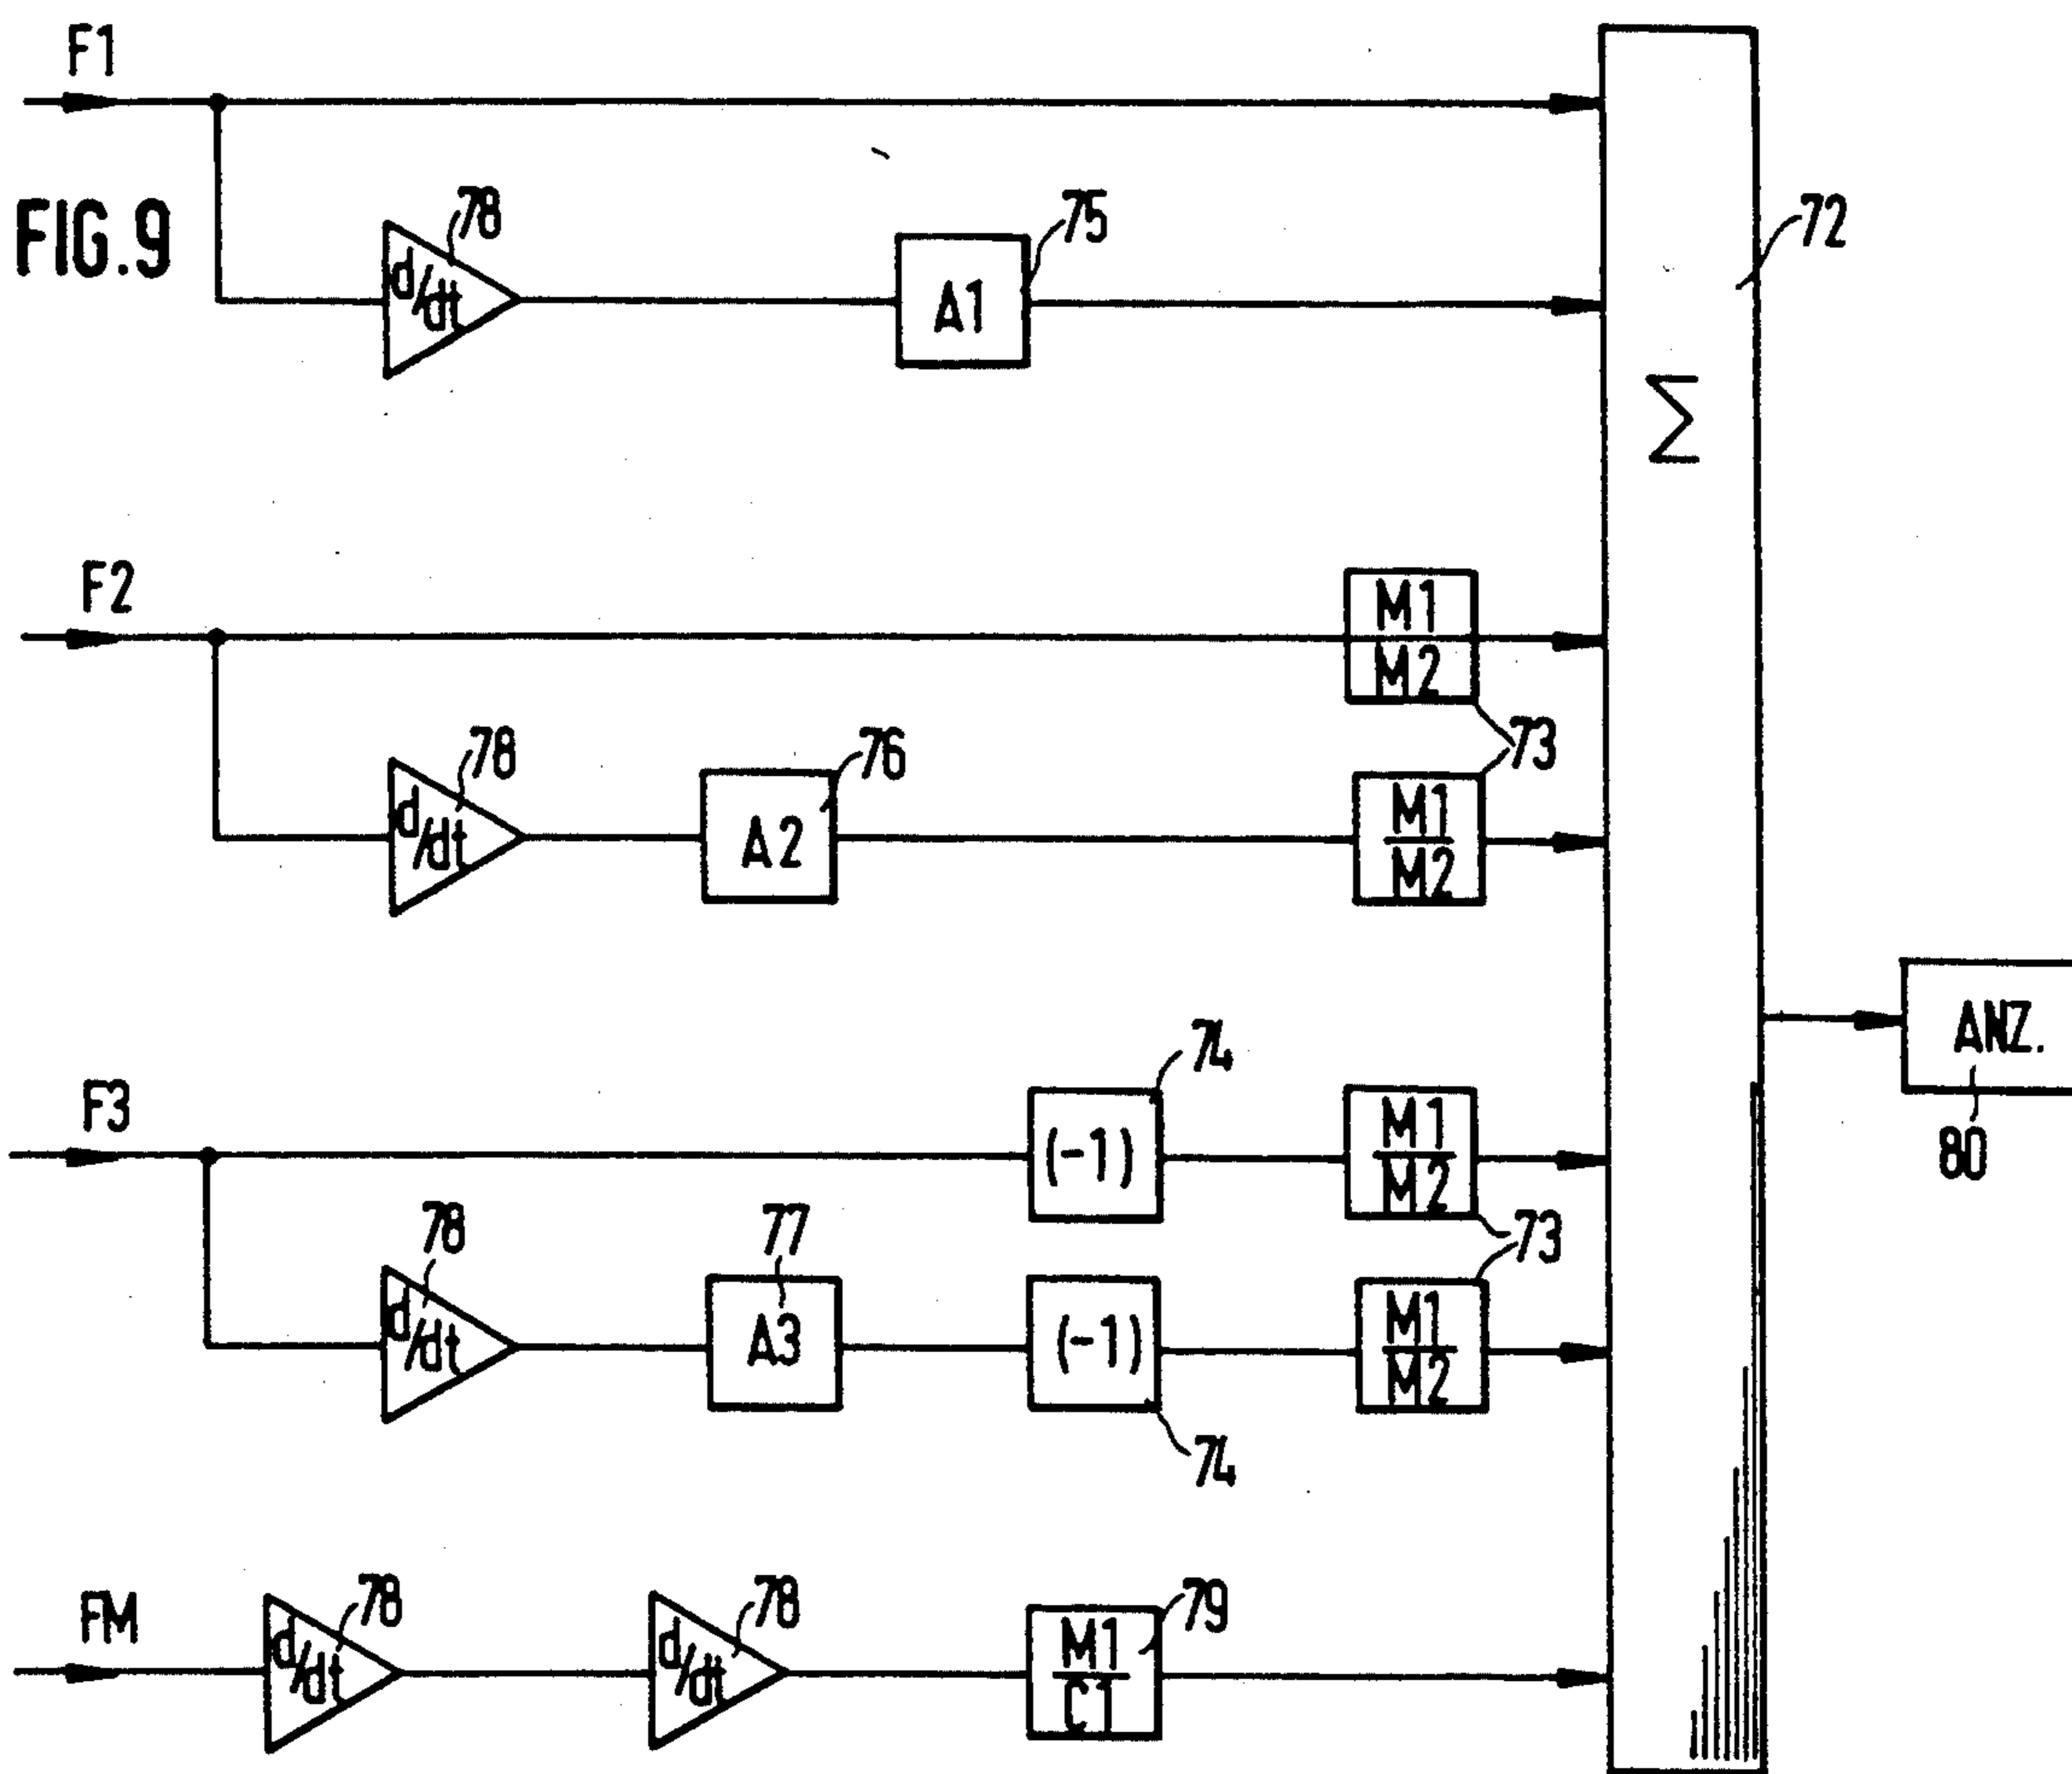 F1
FIG.9
78
d/dt
75
A1
72
Σ
F2
M1
M2
73
78
d/dt
76
A2
M1
M2
F3
74
(-1)
M1
M2
73
78
d/dt
77
A3
(-1)
74
M1
M2
ANZ.
80
FM
78
d/dt
78
d/dt
79
M1
C1